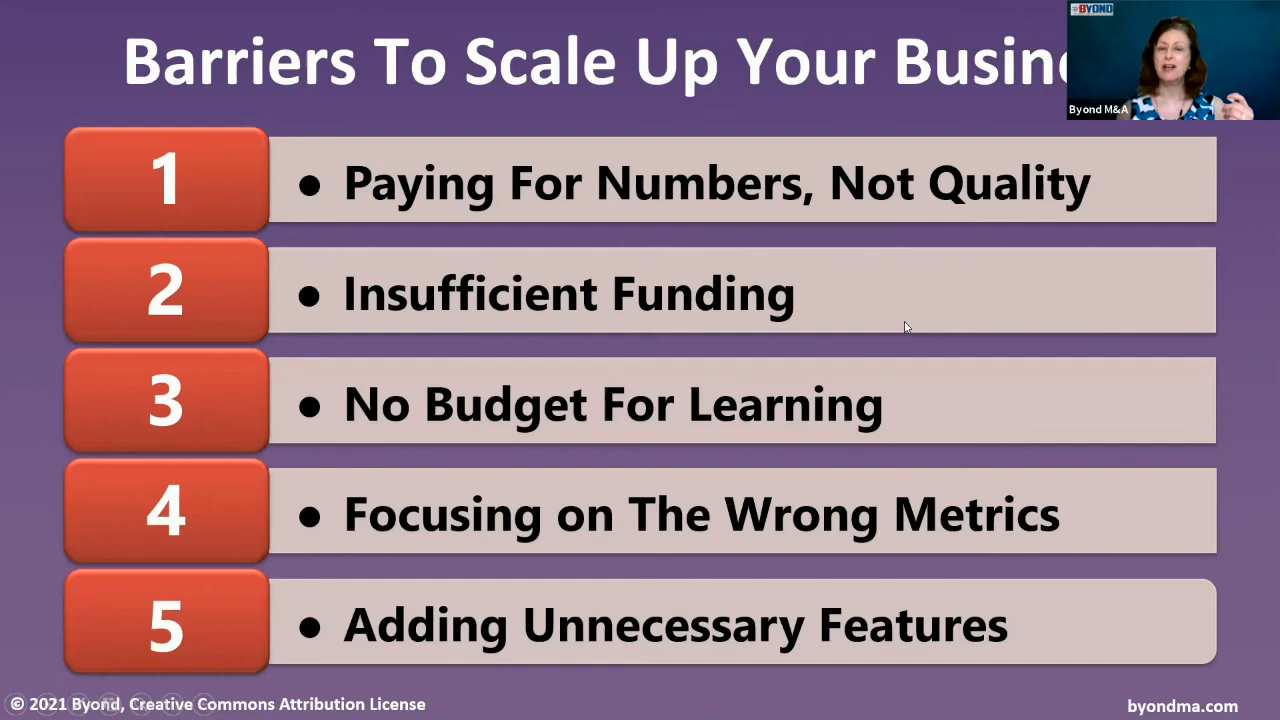 Barriers To Scale Up Your Busine
BYOND
Byond M&A
1
● Paying For Numbers, Not Quality
2
● Insufficient Funding
3
● No Budget For Learning
4
● Focusing on The Wrong Metrics
5
● Adding Unnecessary Features
© 2021 Byond, Creative Commons Attribution License
byondma.com